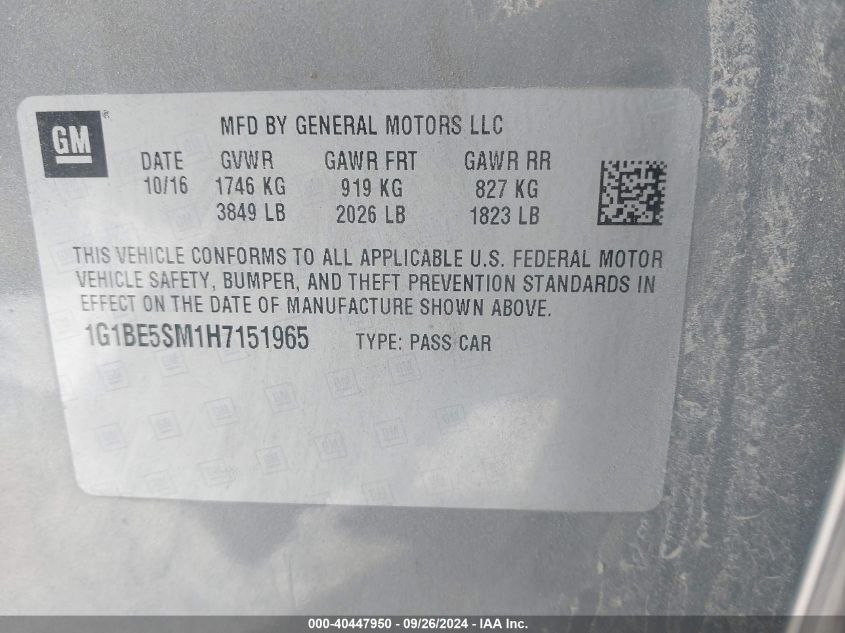 GM®
MFD BY GENERAL MOTORS LLC
DATE GVWR GAWR FRT GAWR RR
10/16 1746 KG 919 KG 827 KG
3849 LB 2026 LB 1823 LB
THIS VEHICLE CONFORMS TO ALL APPLICABLE U.S. FEDERAL MOTOR
VEHICLE SAFETY, BUMPER, AND THEFT PREVENTION STANDARDS IN
EFFECT ON THE DATE OF MANUFACTURE SHOWN ABOVE.
1G1BE5SM1H7151965 TYPE: PASS CAR
000-40447950 - 09/26/2024 - IAA Inc.